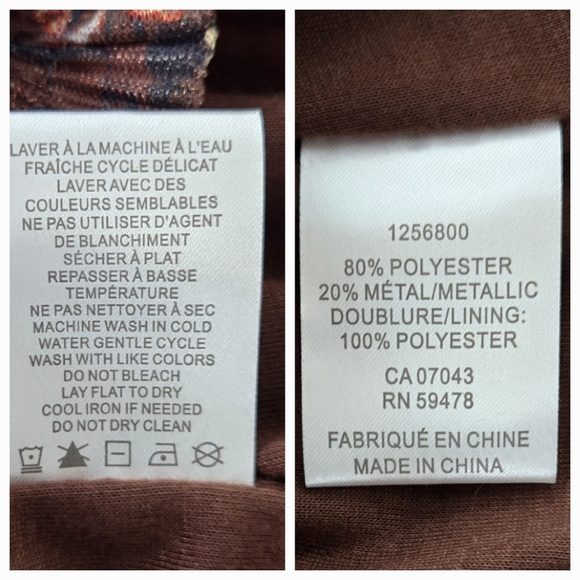 LAVER À LA MACHINE À L'EAU
FRAÎCHE CYCLE DÉLICAT
LAVER AVEC DES
COULEURS SEMBLABLES
NE PAS UTILISER D'AGENT
DE BLANCHIMENT
SÉCHER À PLAT
REPASSER À BASSE
TEMPÉRATURE
NE PAS NETTOYER À SEC
MACHINE WASH IN COLD
WATER GENTLE CYCLE
WASH WITH LIKE COLORS
DO NOT BLEACH
LAY FLAT TO DRY
COOL IRON IF NEEDED
DO NOT DRY CLEAN
1256800
80% POLYESTER
20% MÉTAL/METALLIC
DOUBLURE/LINING:
100% POLYESTER
CA 07043
RN 59478
FABRIQUÉ EN CHINE
MADE IN CHINA